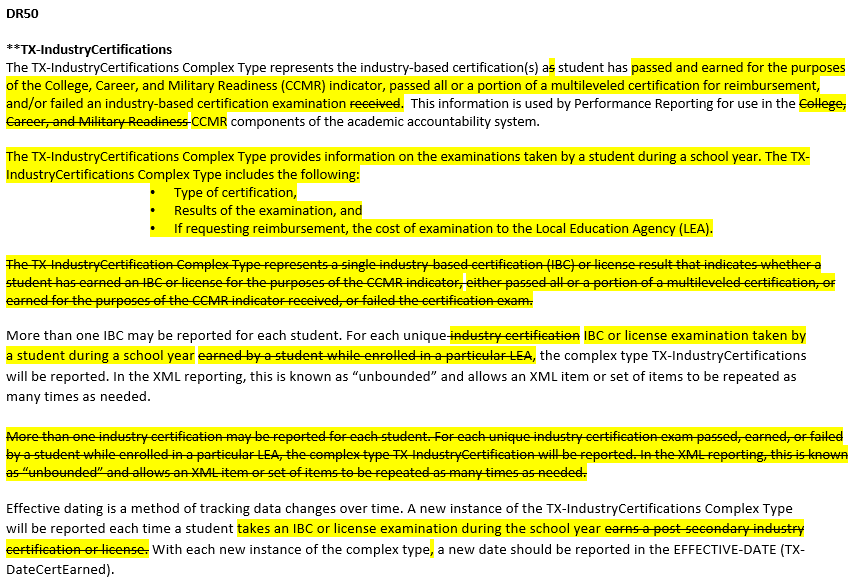 DR50
**TX-IndustryCertifications
The TX-IndustryCertifications Complex Type represents the industry-based certification(s) as student has passed and earned for the purposes
of the College, Career, and Military Readiness (CCMR) indicator, passed all or a portion of a multileveled certification for reimbursement,
and/or failed an industry-based certification examination received. This information is used by Performance Reporting for use in the College,
Career, and Military Readiness CCMR components of the academic accountability system.
The TX-IndustryCertifications Complex Type provides information on the examinations taken by a student during a school year. The TX-
IndustryCertifications Complex Type includes the following:
• Type of certification,
• Results of the examination, and
• If requesting reimbursement, the cost of examination to the Local Education Agency (LEA).
The TX-IndustryCertification Complex Type represents a single industry-based certification (IBC) or license result that indicates whether a
student has earned an IBC or license for the purposes of the CCMR indicator, either passed all or a portion of a multileveled certification, or
earned for the purposes of the CCMR indicator received, or failed the certification exam.
More than one IBC may be reported for each student. For each unique industry certification IBC or license examination taken by
a student during a school year earned by a student while enrolled in a particular LEA, the complex type TX-IndustryCertifications
will be reported. In the XML reporting, this is known as “unbounded” and allows an XML item or set of items to be repeated as
many times as needed.
More than one industry certification may be reported for each student. For each unique industry certification exam passed, earned, or failed
by a student while enrolled in a particular LEA, the complex type TX-IndustryCertification will be reported. In the XML reporting, this is known
as “unbounded” and allows an XML item or set of items to be repeated as many times as needed.
Effective dating is a method of tracking data changes over time. A new instance of the TX-IndustryCertifications Complex Type
will be reported each time a student takes an IBC or license examination during the school year earns a post-secondary industry
certification or license. With each new instance of the complex type, a new date should be reported in the EFFECTIVE-DATE (TX-
DateCertEarned).